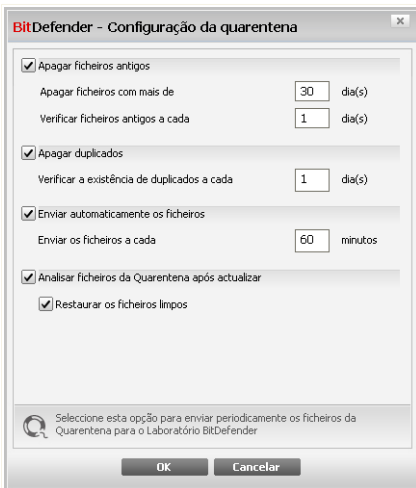 BitDefender - Configuração da quarentena
Apagar ficheiros antigos
Apagar ficheiros com mais de 30 dia(s)
Verificar ficheiros antigos a cada 1 dia(s)
Apagar duplicados
Verificar a existência de duplicados a cada 1 dia(s)
Enviar automaticamente os ficheiros
Enviar os ficheiros a cada 60 minutos
Analisar ficheiros da Quarentena após actualizar
Restaurar os ficheiros limpos
Seleccione esta opção para enviar periodicamente os ficheiros da
Quarentena para o Laboratório BitDefender
OK Cancelar